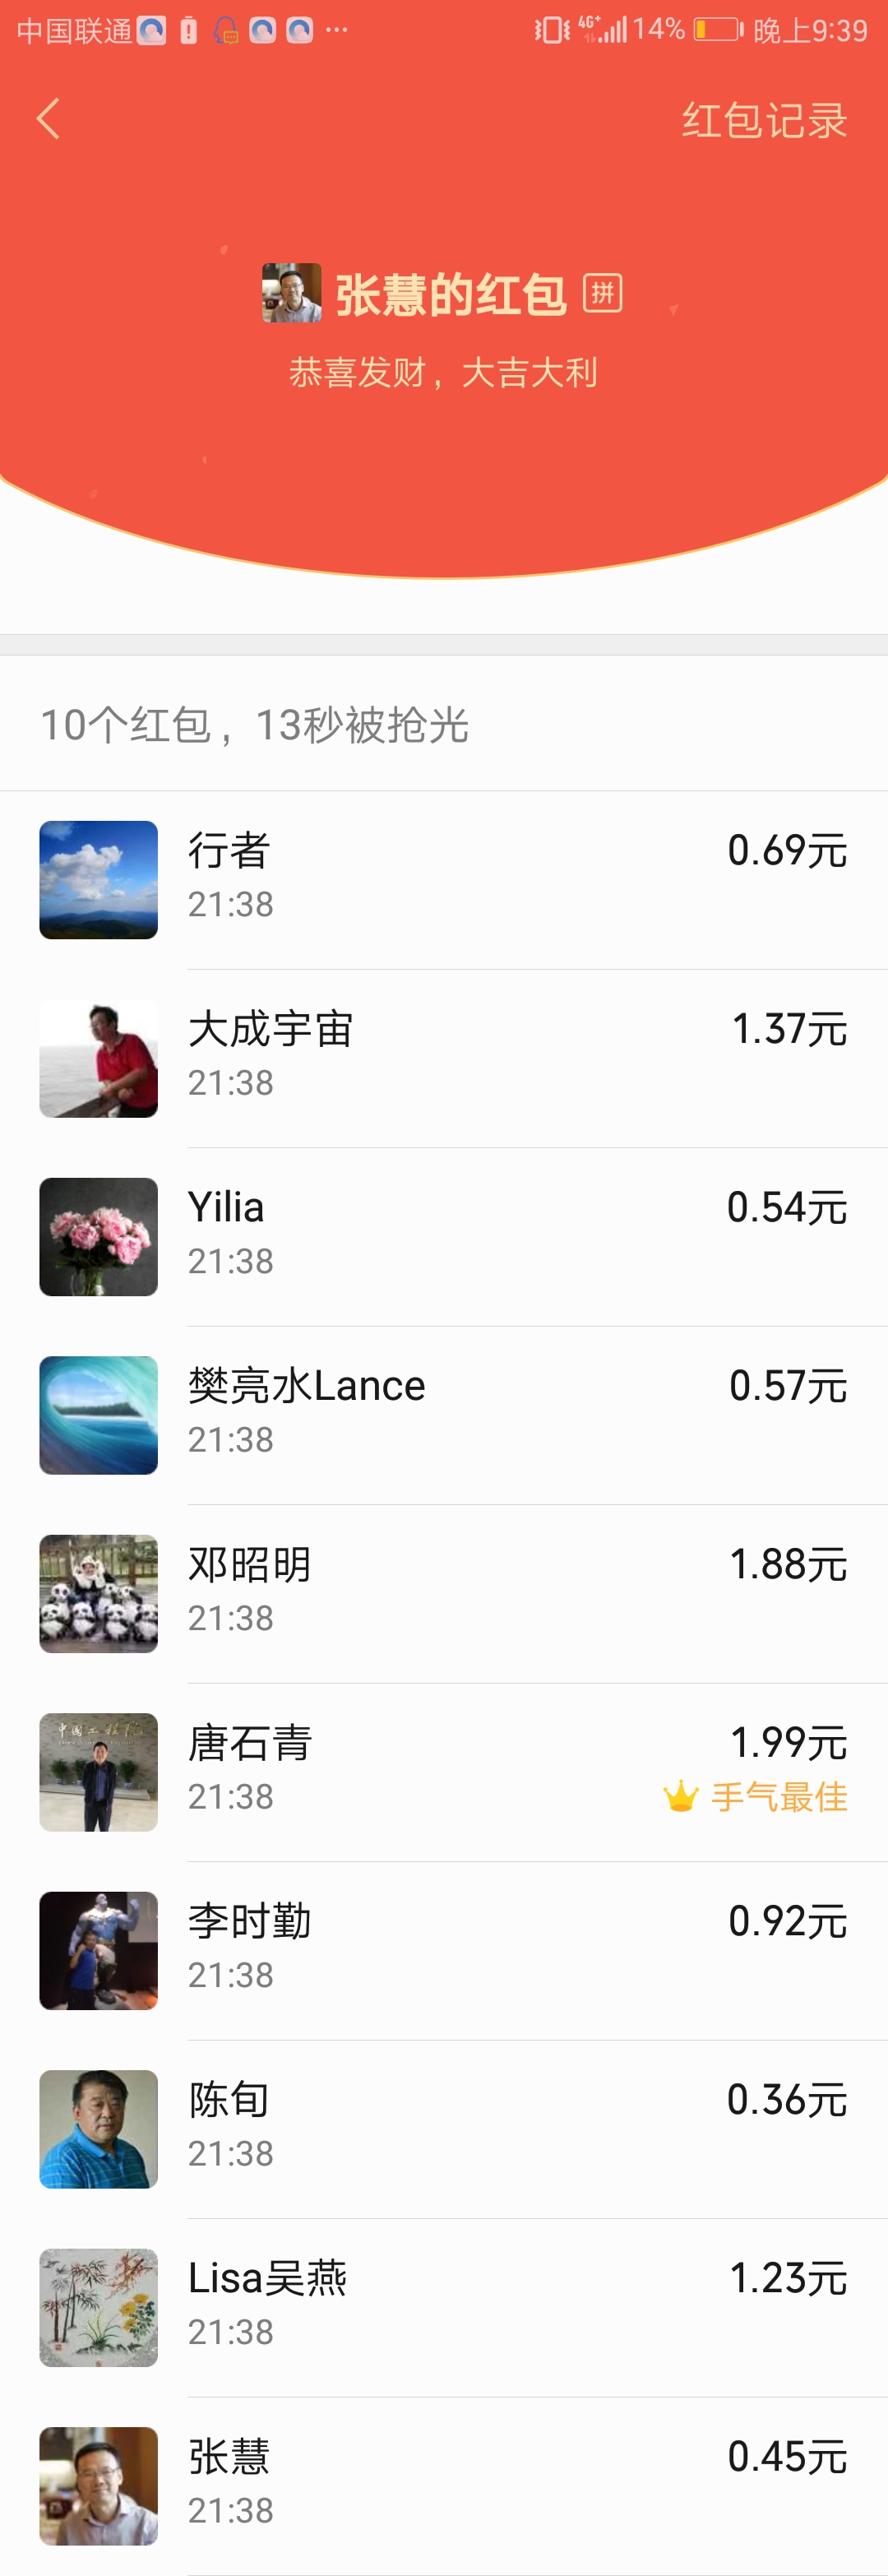 中国联通 ··· 4G+ 14% 晚上9:39
红包记录
张慧的红包 拼
恭喜发财，大吉大利
10个红包，13秒被抢光
行者 0.69元
21:38
大成宇宙 1.37元
21:38
Yilia 0.54元
21:38
樊亮水Lance 0.57元
21:38
邓昭明 1.88元
21:38
中国工程院
唐石青 1.99元
21:38 手气最佳
李时勤 0.92元
21:38
陈旬 0.36元
21:38
Lisa吴燕 1.23元
21:38
张慧 0.45元
21:38